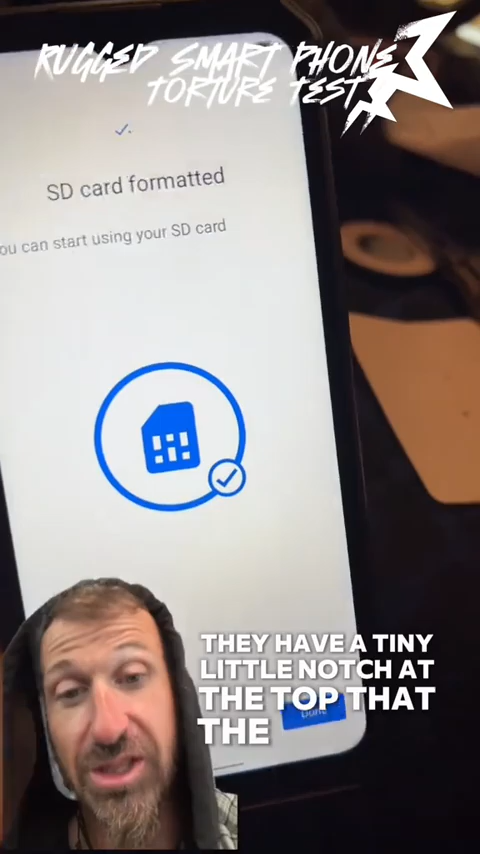 RUGGED SMART PHONE
TORTURE TEST
SD card formatted
ou can start using your SD card
THEY HAVE A TINY
LITTLE NOTCH AT
THE TOP THAT
THE
Done